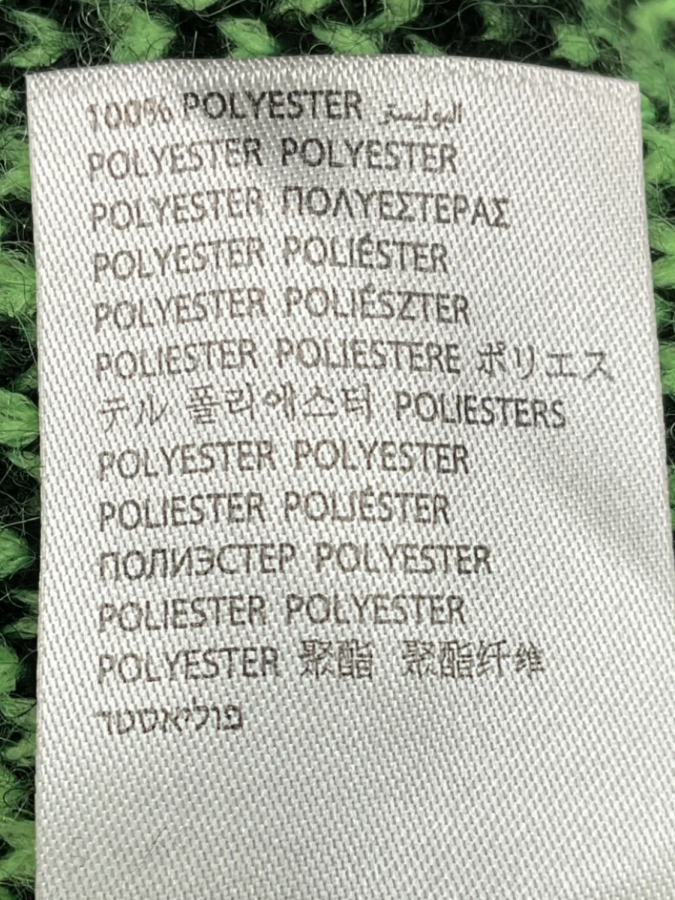 100% POLYESTER البوليستر
POLYESTER POLYESTER
POLYESTER ΠΟΛΥΕΣΤΕΡΑΣ
POLYESTER POLIÉSTER
POLYESTER POLIÉSZTER
POLIESTER POLIESTERE ポリエス
テル 폴리에스터 POLIESTERS
POLYESTER POLYESTER
POLIESTER POLIÉSTER
ПОЛИЭСТЕР POLYESTER
POLIESTER POLYESTER
POLYESTER 聚酯 聚酯纤维
פוליאסטר